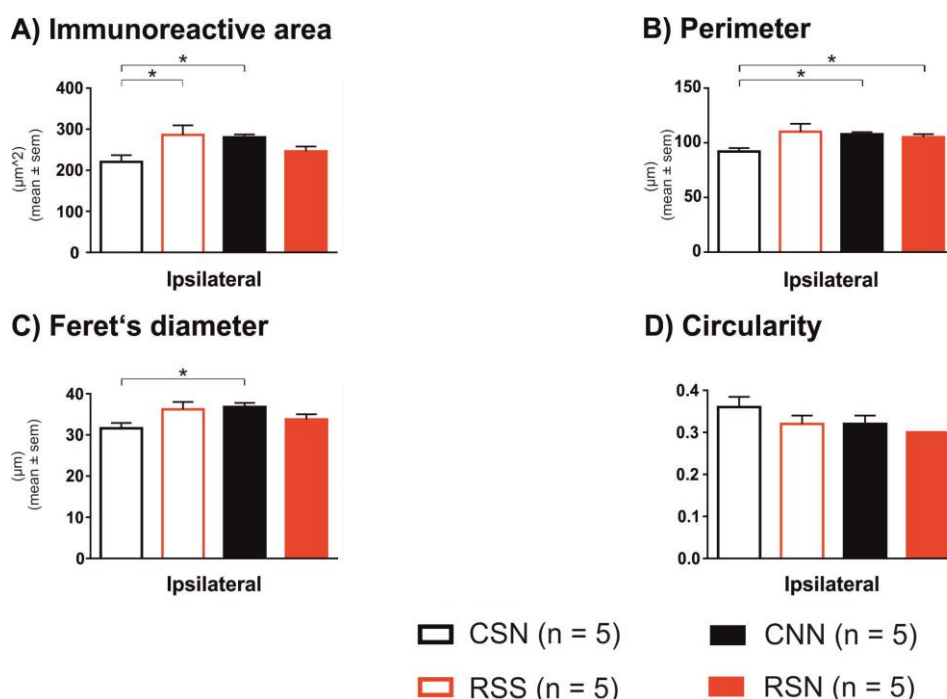 A) Immunoreactive area
*
*
400
300
200
100
0
(µm^2)
(mean ± sem)
Ipsilateral
B) Perimeter
*
*
150
100
50
0
(µm)
(mean ± sem)
Ipsilateral
C) Feret‘s diameter
*
40
30
20
10
0
(µm)
(mean ± sem)
Ipsilateral
D) Circularity
0.4
0.3
0.2
0.1
0.0
Ipsilateral
CSN (n = 5)
CNN (n = 5)
RSS (n = 5)
RSN (n = 5)